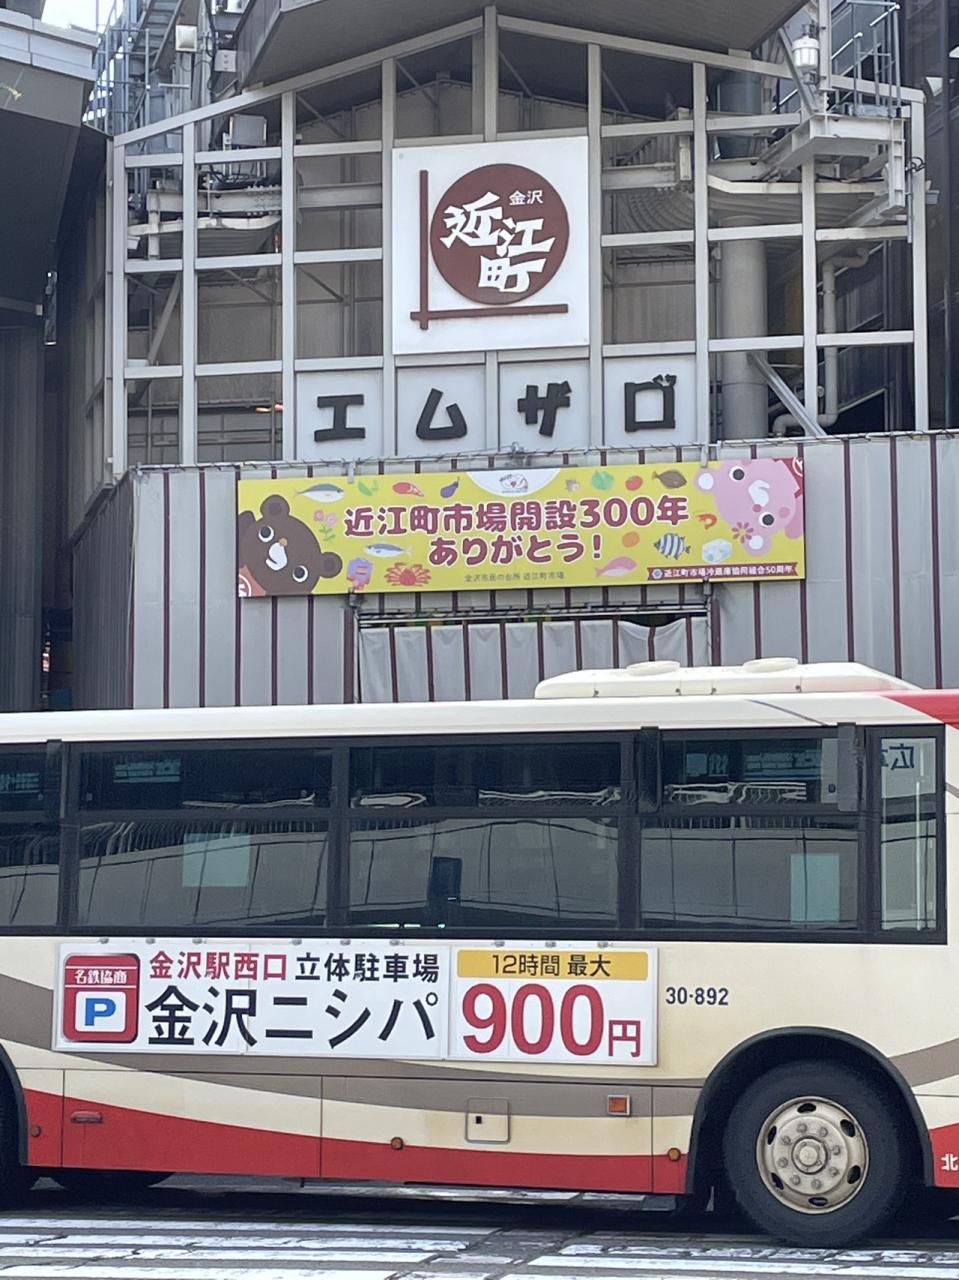 金沢
近江町
エムザ口
近江町市場開設300年
ありがとう!
金沢市民の台所 近江町市場
近江町市場冷蔵庫協同組合50周年
広
名鉄協商
P
金沢駅西口 立体駐車場
金沢ニシパ
12時間 最大
900円
30-892
北